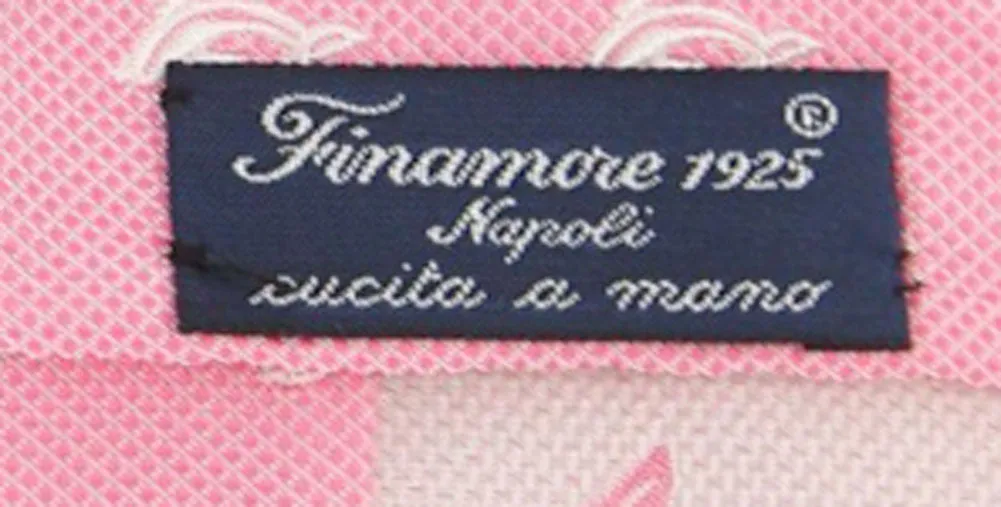 Finamore 1925 ®
Napoli
cucita a mano